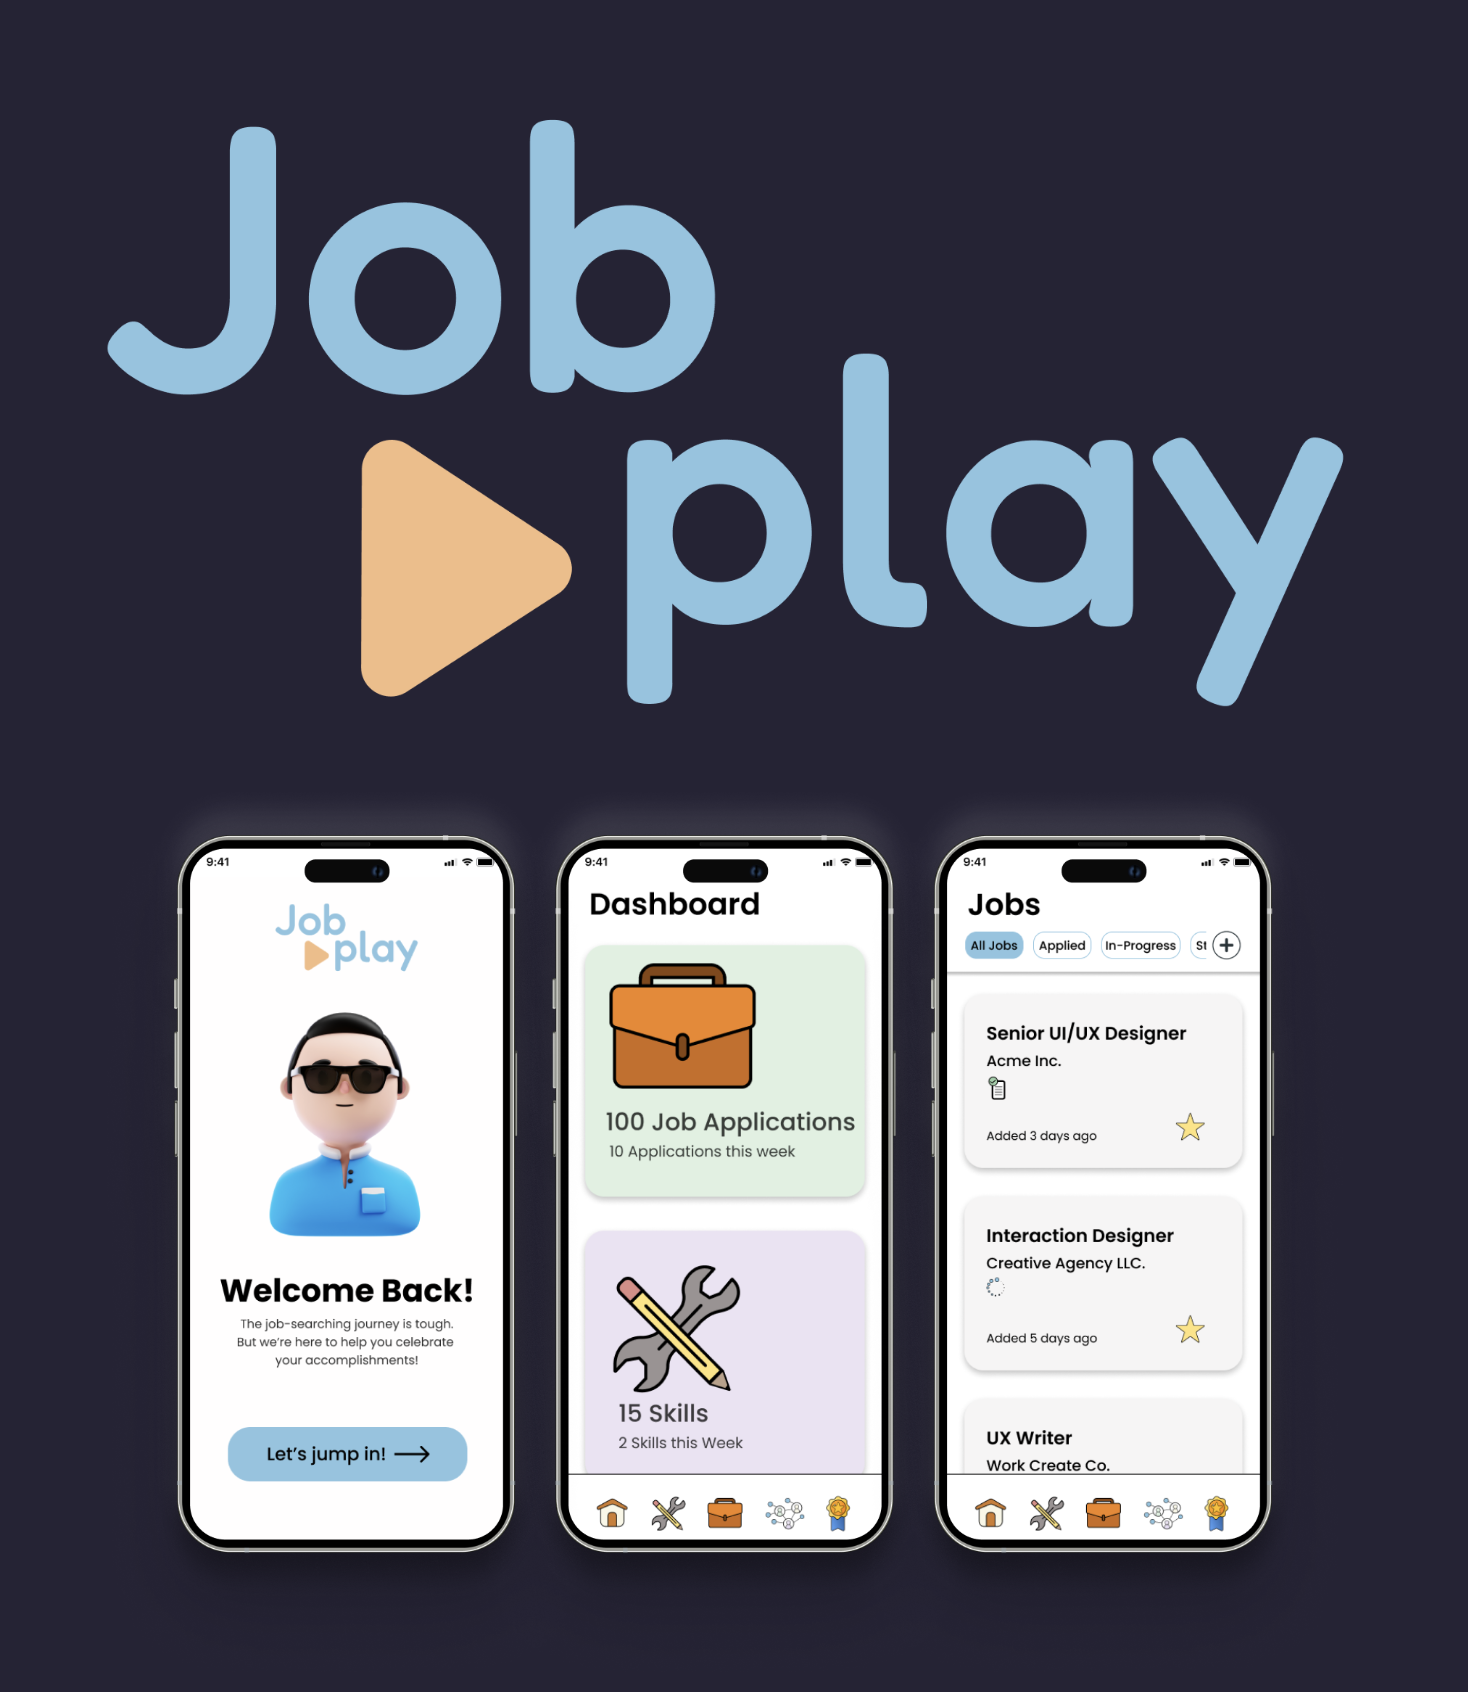 Job
play
9:41
Job
play
Welcome Back!
The job-searching journey is tough.
But we're here to help you celebrate
your accomplishments!
Let's jump in!
9:41
Dashboard
100 Job Applications
10 Applications this week
15 Skills
2 Skills this Week
9:41
Jobs
All Jobs Applied In-Progress St
Senior UI/UX Designer
Acme Inc.
Added 3 days ago
Interaction Designer
Creative Agency LLC.
Added 5 days ago
UX Writer
Work Create Co.